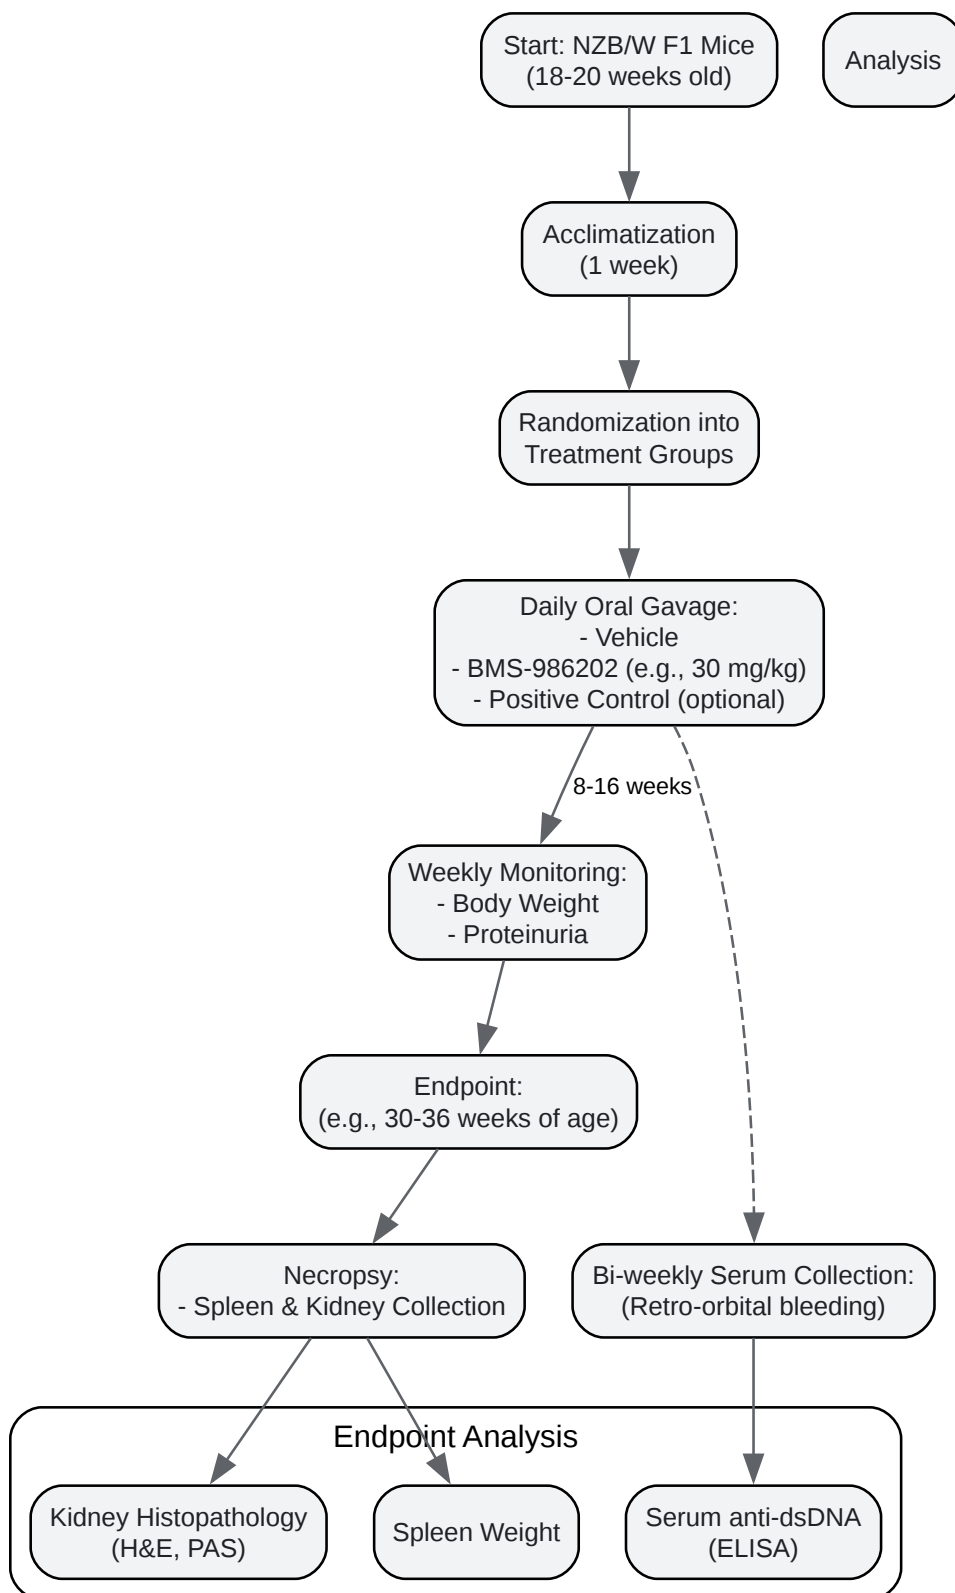 Start: NZB/W F1 Mice
(18-20 weeks old)
Analysis
Acclimatization
(1 week)
Randomization into
Treatment Groups
Daily Oral Gavage:
- Vehicle
- BMS-986202 (e.g., 30 mg/kg)
- Positive Control (optional)
8-16 weeks
Weekly Monitoring:
- Body Weight
- Proteinuria
Endpoint:
(e.g., 30-36 weeks of age)
Necropsy:
- Spleen & Kidney Collection
Bi-weekly Serum Collection:
(Retro-orbital bleeding)
Endpoint Analysis
Kidney Histopathology
(H&E, PAS)
Spleen Weight
Serum anti-dsDNA
(ELISA)